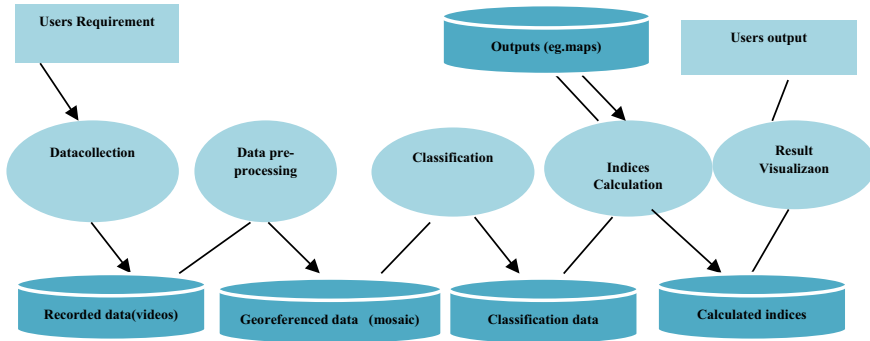 Users Requirement
Outputs (eg.maps)
Users output
Datacollection
Data pre-
processing
Classification
Indices
Calculation
Result
Visualizaon
Recorded data(videos)
Georeferenced data (mosaic)
Classification data
Calculated indices